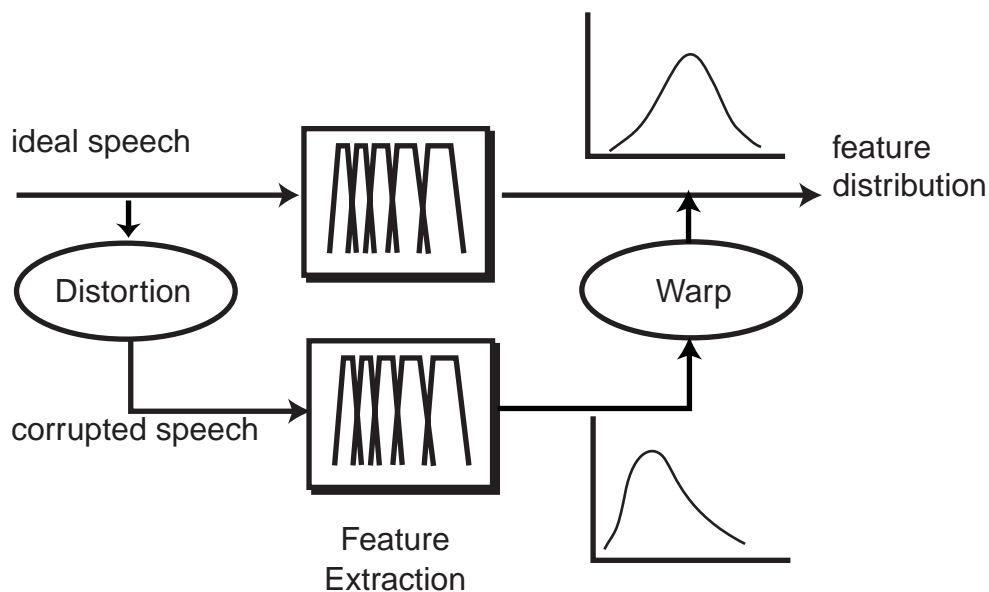 ideal speech
feature
distribution
Distortion
Warp
corrupted speech
Feature
Extraction